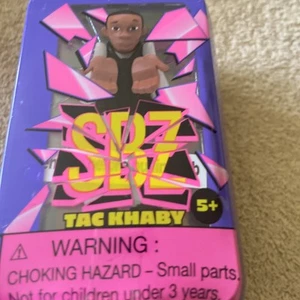 SBZ
TAC KHABY
5+
⚠ WARNING :
CHOKING HAZARD – Small parts.
Not for children under 3 years.